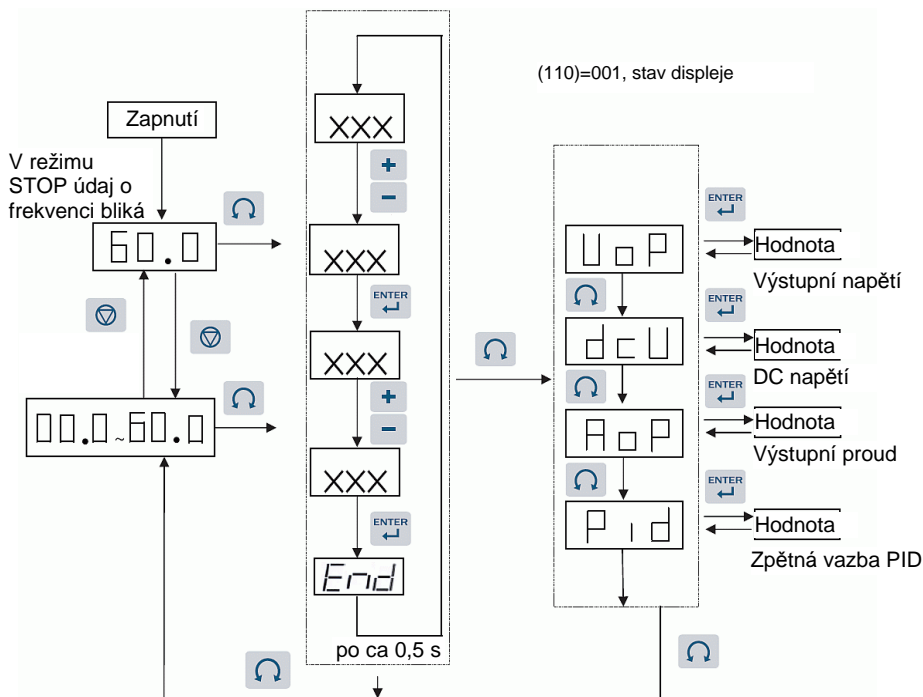 (110)=001, stav displeje
Zapnutí
V režimu
STOP údaj o
frekvenci bliká
60.0
00.0~60.0
XXX
+
-
XXX
ENTER
XXX
+
-
XXX
ENTER
End
po ca 0,5 s
UoP
ENTER
Hodnota
Výstupní napětí
dcU
ENTER
Hodnota
DC napětí
AoP
ENTER
Hodnota
Výstupní proud
Pid
ENTER
Hodnota
Zpětná vazba PID